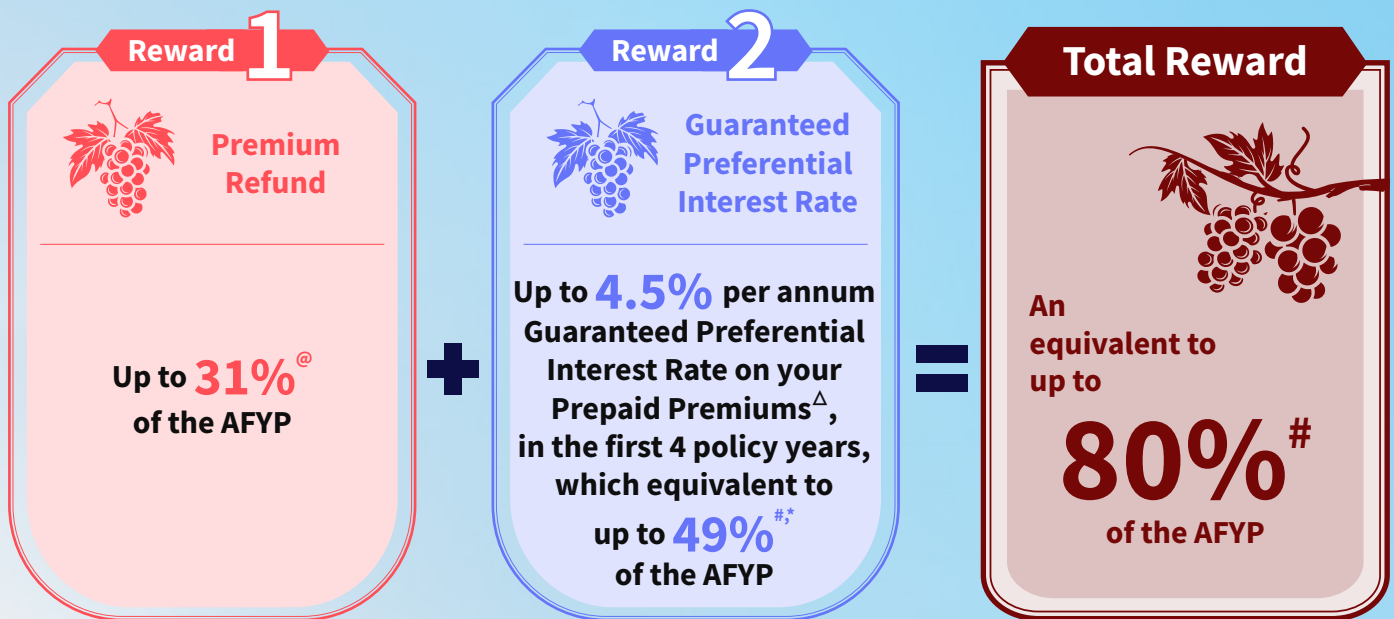 Reward 1
Premium
Refund
Up to 31%@
of the AFYP
+
Reward 2
Guaranteed
Preferential
Interest Rate
Up to 4.5% per annum
Guaranteed Preferential
Interest Rate on your
Prepaid Premiums△,
in the first 4 policy years,
which equivalent to
up to 49%#,*
of the AFYP
=
Total Reward
An
equivalent to
up to
80%#
of the AFYP